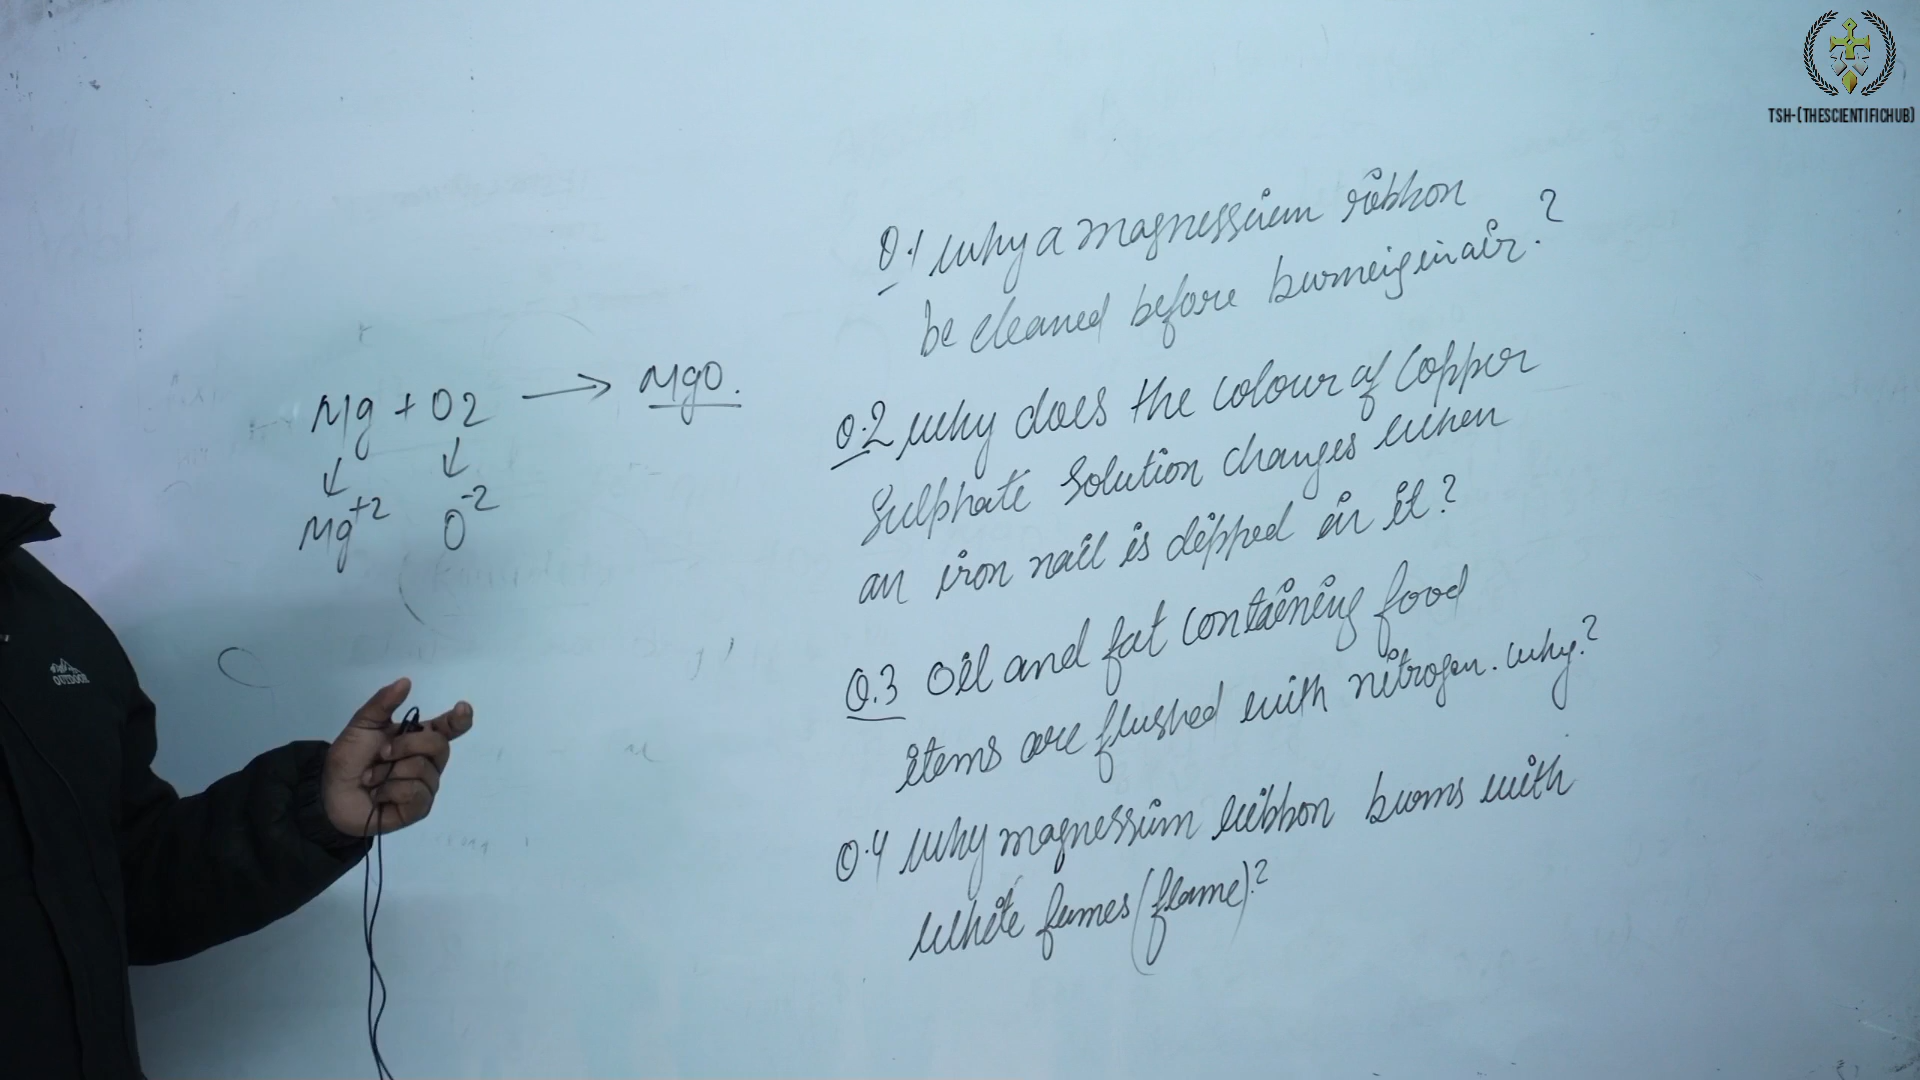 TSH-(THESCIENTIFICHUB)
Mg + O2 → MgO.
↓ ↓
Mg+2 O-2
Q.1 Why a magnessium ribbon
be cleaned before burneig in air.?
Q.2 Why does the colour of Copper
Sulphate Solution changes when
an iron nail is dipped in it?
Q.3 Oil and fat containing food
items are flushed with nitrogen. Why?
Q.4 Why magnessium ribbon burns with
white fumes (flame)?
OUTDOOR